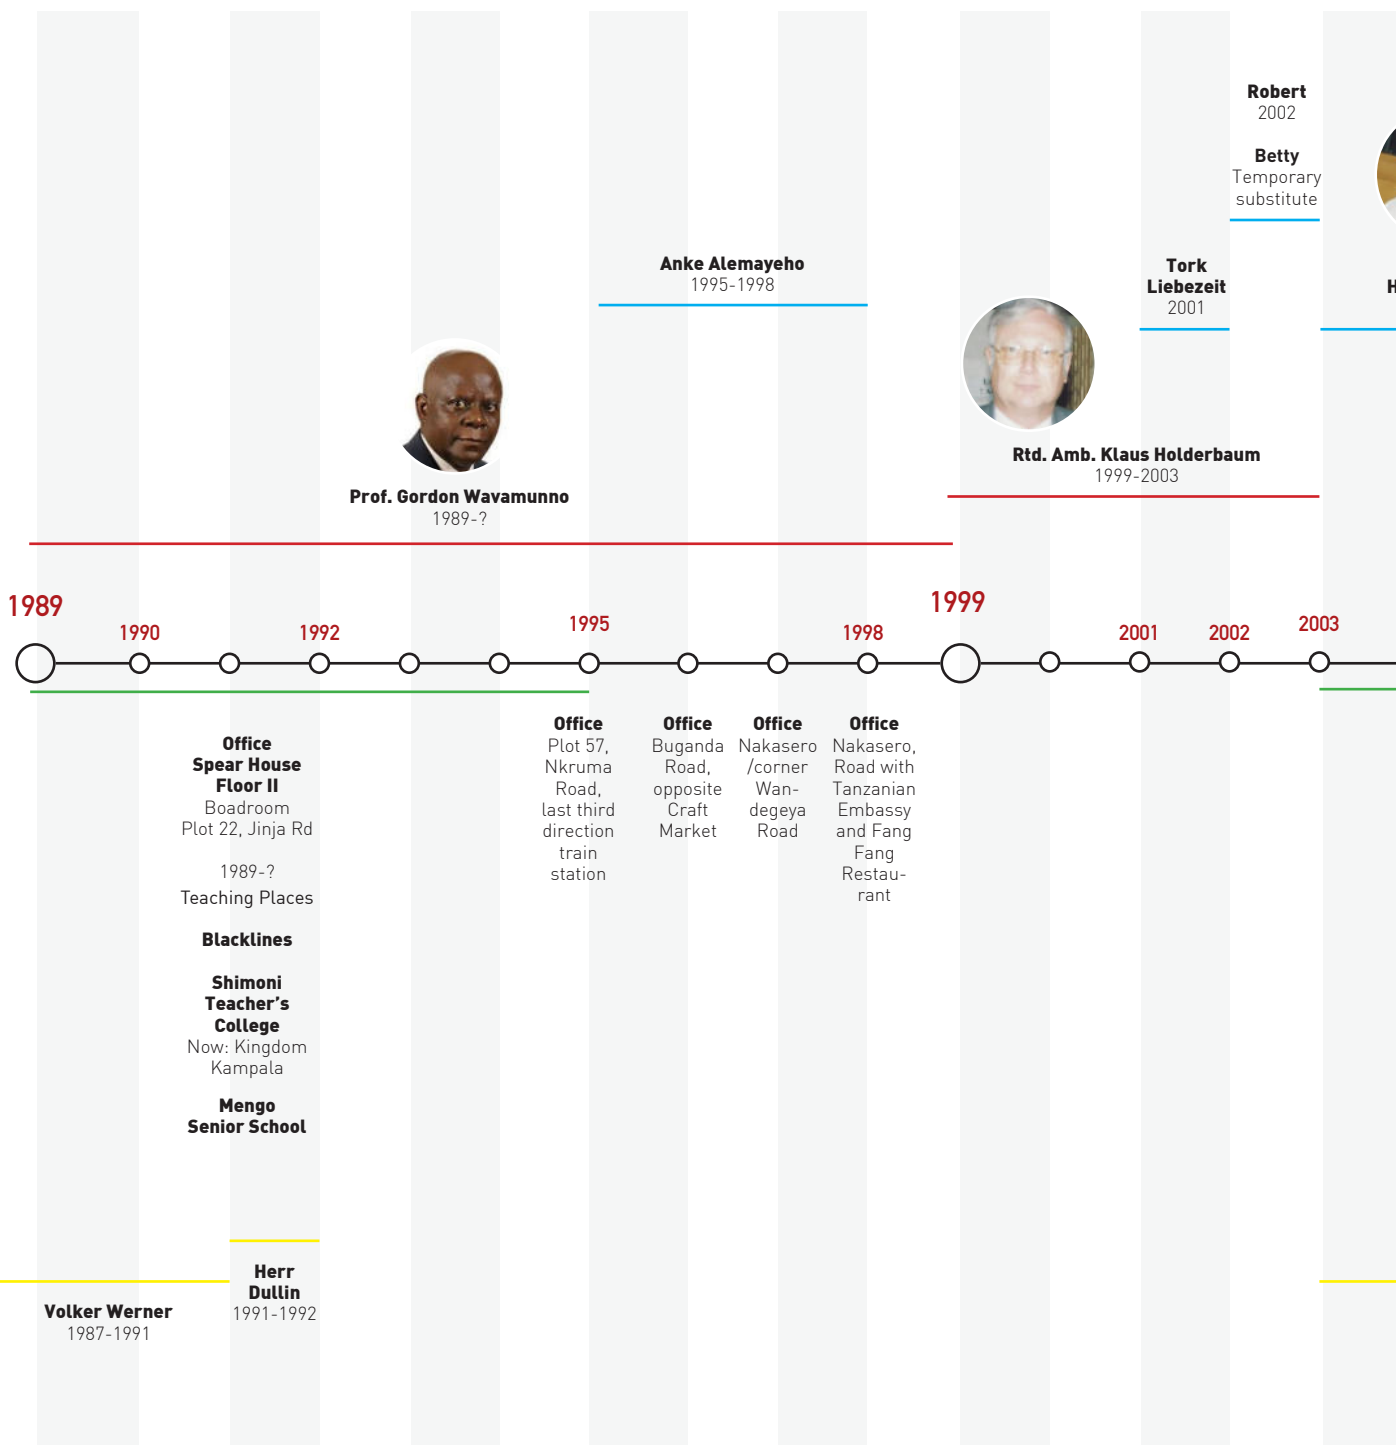 Robert
2002
Betty
Temporary
substitute
Anke Alemayeho
1995-1998
Tork
Liebezeit
2001
H
Rtd. Amb. Klaus Holderbaum
1999-2003
Prof. Gordon Wavamunno
1989-?
1989
1990
1992
1995
1998
1999
2001
2002
2003
Office
Spear House
Floor II
Boadroom
Plot 22, Jinja Rd
1989-?
Teaching Places
Blacklines
Shimoni
Teacher's
College
Now: Kingdom
Kampala
Mengo
Senior School
Office
Plot 57,
Nkruma
Road,
last third
direction
train
station
Office
Buganda
Road,
opposite
Craft
Market
Office
Nakasero
/corner
Wan-
degeya
Road
Office
Nakasero,
Road with
Tanzanian
Embassy
and Fang
Fang
Restau-
rant
Volker Werner
1987-1991
Herr
Dullin
1991-1992